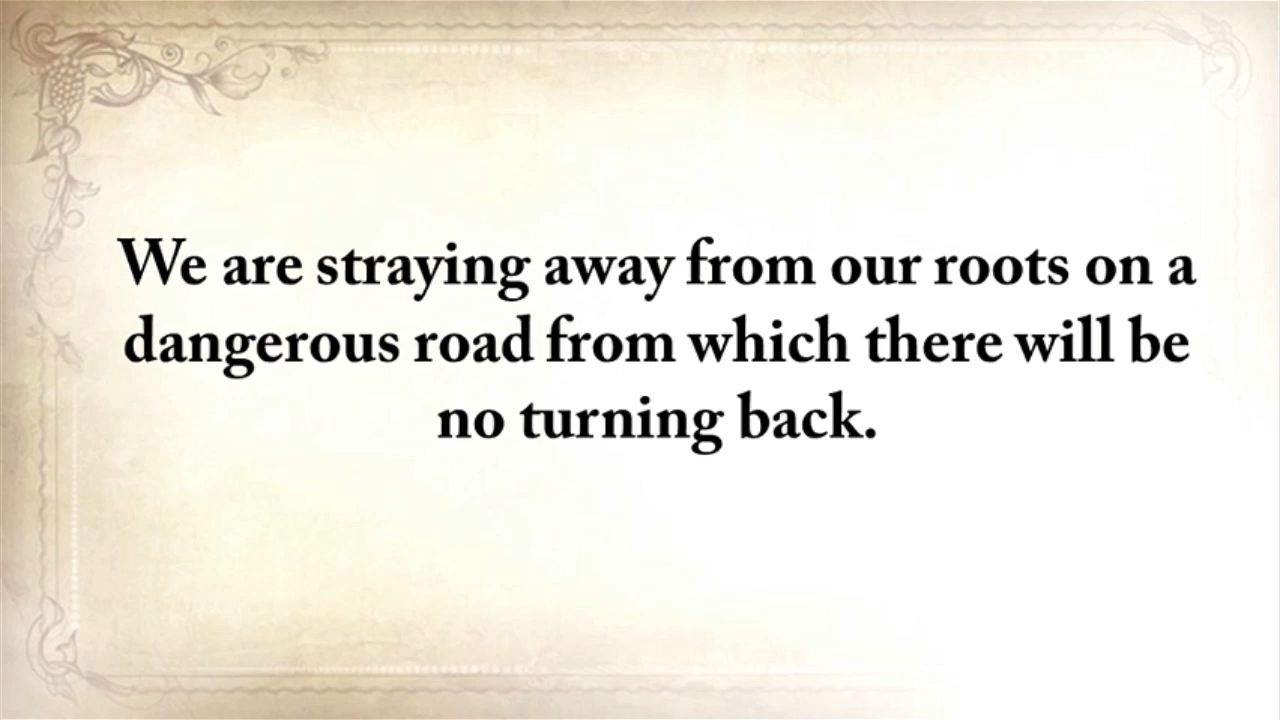 We are straying away from our roots on a
dangerous road from which there will be
no turning back.